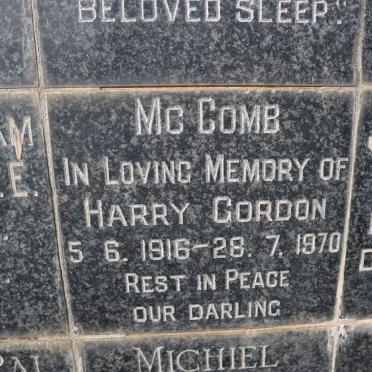 BELOVED SLEEP".
MC COMB
IN LOVING MEMORY OF
HARRY GORDON
5 6. 1916–28. 7. 1970
REST IN PEACE
OUR DARLING
MICHIEL